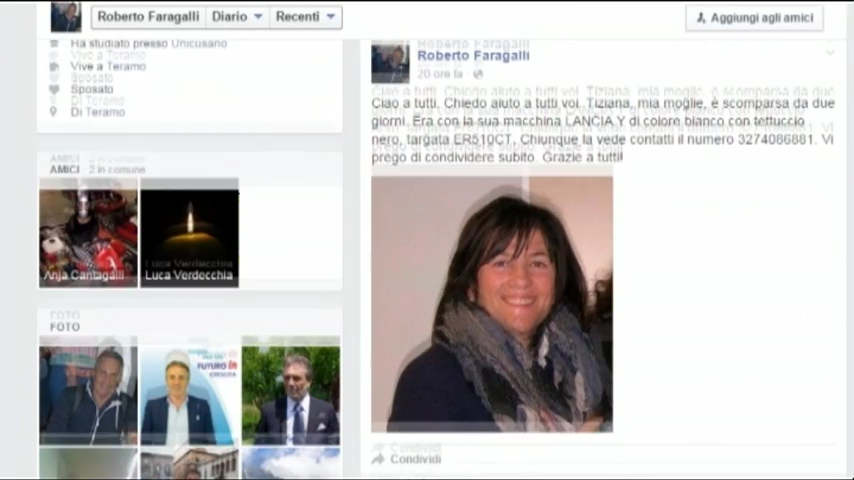 Roberto Faragalli
Diario
Recenti
Aggiungi agli amici
Ha studiato presso Unicusano
Vive a Teramo
Sposato
Di Teramo
AMICI · 2 in comune
Anja Cantagalli
Luca Verdecchia
FOTO
FUTURO in
CRESCITA
Roberto Faragalli
20 ore fa
Ciao a tutti. Chiedo aiuto a tutti voi. Tiziana, mia moglie, è scomparsa da due
giorni. Era con la sua macchina LANCIA Y di colore bianco con tettuccio
nero, targata ER510CT, Chiunque la vede contatti il numero 3274086881. Vi
prego di condividere subito. Grazie a tutti!
Condividi